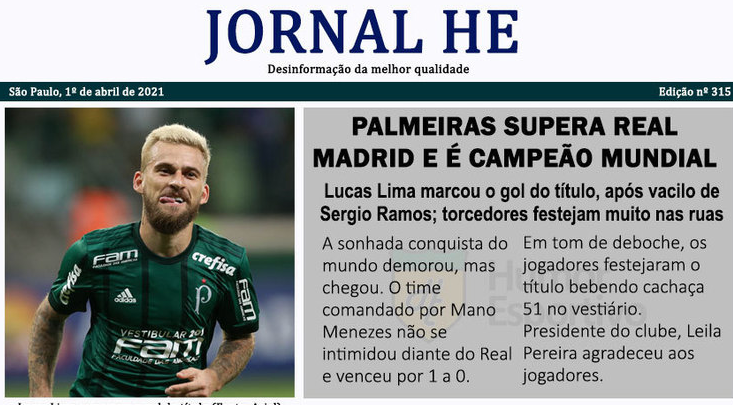 JORNAL HE
Desinformação da melhor qualidade
São Paulo, 1º de abril de 2021
Edição nº 315
PALMEIRAS SUPERA REAL
MADRID E É CAMPEÃO MUNDIAL
Lucas Lima marcou o gol do título, após vacilo de
Sergio Ramos; torcedores festejam muito nas ruas
A sonhada conquista do
mundo demorou, mas
chegou. O time
comandado por Mano
Menezes não se
intimidou diante do Real
e venceu por 1 a 0.
Em tom de deboche, os
jogadores festejaram o
título bebendo cachaça
51 no vestiário.
Presidente do clube, Leila
Pereira agradeceu aos
jogadores.
Humor
Esportivo
FAM
crefisa
adidas
crefisa
FAM
VESTIBULAR
FAM